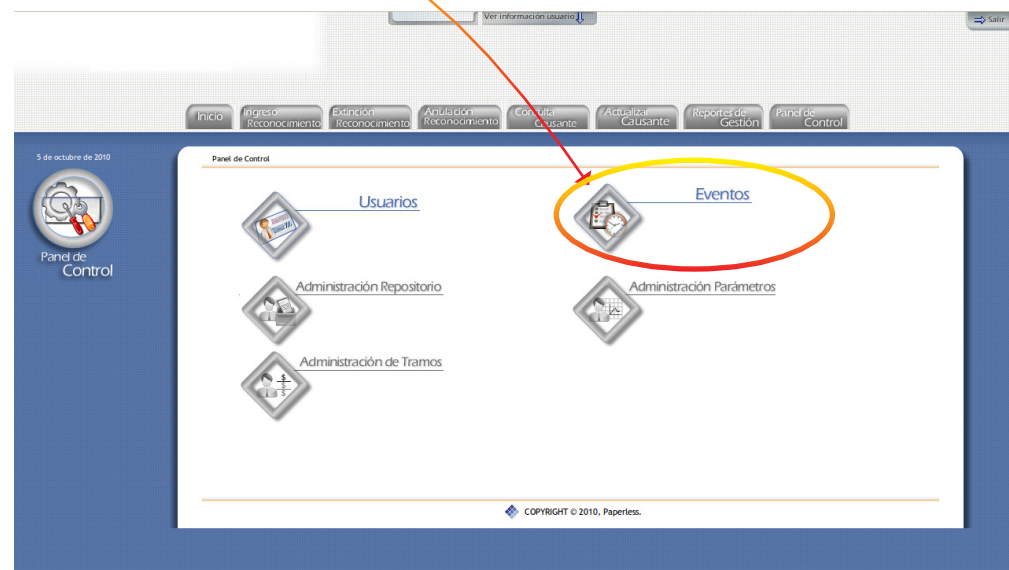 Ver información usuario
Salir
Inicio
Ingreso
Reconocimiento
Extinción
Reconocimiento
Anulación
Reconocimiento
Consulta
Causante
Actualizar
Causante
Reportes de
Gestión
Panel de
Control
5 de octubre de 2010
Panel de Control
Usuarios
Eventos
Panel de
Control
Administración Repositorio
Administración Parámetros
Administración de Tramos
COPYRIGHT © 2010, Paperless.